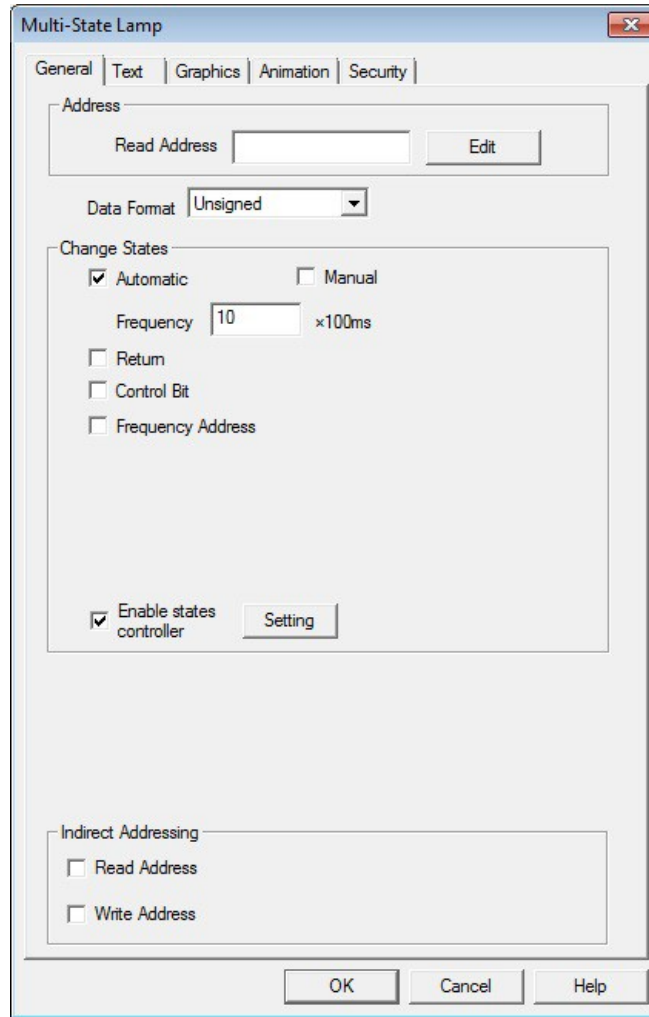 Multi-State Lamp
General Text Graphics Animation Security
Address
Read Address Edit
Data Format Unsigned
Change States
Automatic Manual
Frequency 10 ×100ms
Return
Control Bit
Frequency Address
Enable states
controller
Setting
Indirect Addressing
Read Address
Write Address
OK Cancel Help